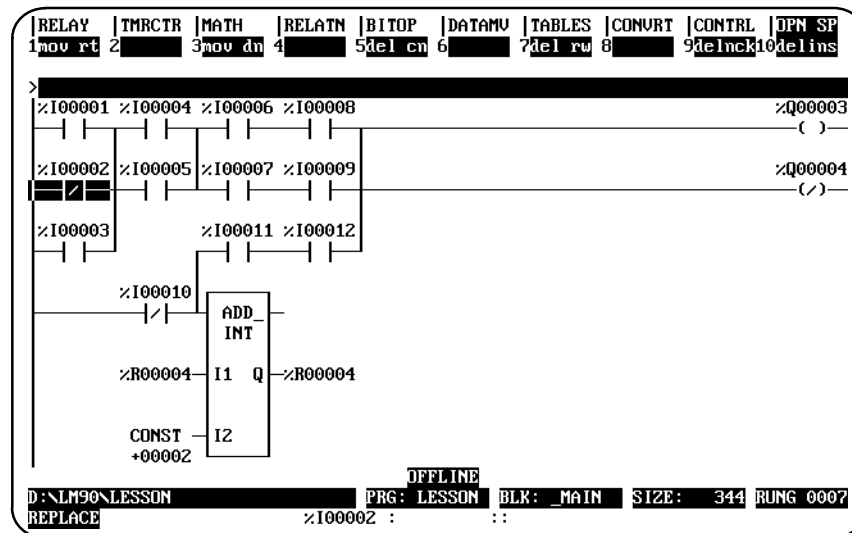 |RELAY |TMRCTR |MATH |RELATN |BITOP |DATAMV |TABLES |CONVRT |CONTRL |OPN SP
1mov rt 2 3mov dn 4 5del cn 6 7del rw 8 9delnck10delins
>
%I00001 %I00004 %I00006 %I00008 %Q00003
%I00002 %I00005 %I00007 %I00009 %Q00004
%I00003 %I00011 %I00012
%I00010
ADD_
INT
%R00004 I1 Q %R00004
CONST I2
+00002
OFFLINE
D:\LM90\LESSON PRG: LESSON BLK: _MAIN SIZE: 344 RUNG 0007
REPLACE %I00002 : ::